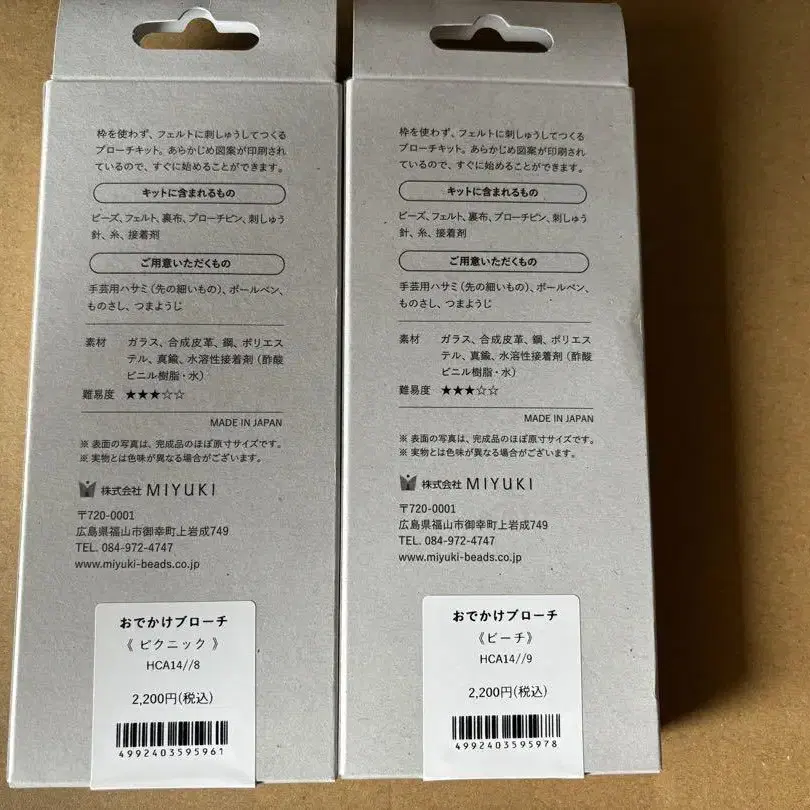 枠を使わず、フェルトに刺しゅうしてつくる
ブローチキット。あらかじめ図案が印刷され
ているので、すぐに始めることができます。
キットに含まれるもの
ビーズ、フェルト、裏布、ブローチピン、刺しゅう
針、糸、接着剤
ご用意いただくもの
手芸用ハサミ(先の細いもの)、ボールペン、
ものさし、つまようじ
素材 ガラス、合成皮革、鋼、ポリエス
テル、真鍮、水溶性接着剤(酢酸
ビニル樹脂・水)
難易度 ★★★☆☆
MADE IN JAPAN
※ 表面の写真は、完成品のほぼ原寸サイズです。
※ 実物とは色味が異なる場合がございます。
株式会社 MIYUKI
〒720-0001
広島県福山市御幸町上岩成749
TEL. 084-972-4747
www.miyuki-beads.co.jp
おでかけブローチ
《 ピクニック 》
HCA14//8
2,200円(税込)
4992403595961
枠を使わず、フェルトに刺しゅうしてつくる
ブローチキット。あらかじめ図案が印刷され
ているので、すぐに始めることができます。
キットに含まれるもの
ビーズ、フェルト、裏布、ブローチピン、刺しゅう
針、糸、接着剤
ご用意いただくもの
手芸用ハサミ(先の細いもの)、ボールペン、
ものさし、つまようじ
素材 ガラス、合成皮革、鋼、ポリエス
テル、真鍮、水溶性接着剤(酢酸
ビニル樹脂・水)
難易度 ★★★☆☆
MADE IN JAPAN
※ 表面の写真は、完成品のほぼ原寸サイズです。
※ 実物とは色味が異なる場合がございます。
株式会社 MIYUKI
〒720-0001
広島県福山市御幸町上岩成749
TEL. 084-972-4747
www.miyuki-beads.co.jp
おでかけブローチ
《ビーチ》
HCA14//9
2,200円(税込)
4992403595978